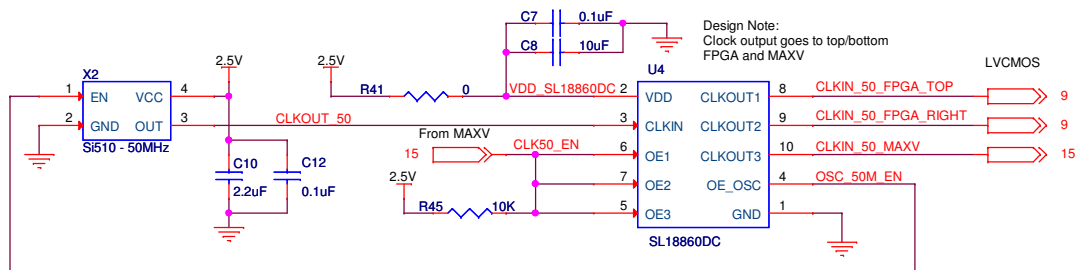 C7
0.1uF
C8
10uF
Design Note:
Clock output goes to top/bottom
FPGA and MAXV
LVCMOS
X2
2.5V
2.5V
U4
1
EN
VCC
4
R41
0
VDD_SL18860DC
2
VDD
CLKOUT1
8
CLKIN_50_FPGA_TOP
9
2
GND
OUT
3
CLKOUT_50
3
CLKIN
CLKOUT2
9
CLKIN_50_FPGA_RIGHT
9
Si510 - 50MHz
From MAXV
15
CLK50_EN
6
OE1
CLKOUT3
10
CLKIN_50_MAXV
15
C10
2.2uF
C12
0.1uF
2.5V
7
OE2
OE_OSC
4
OSC_50M_EN
R45
10K
5
OE3
GND
1
SL18860DC